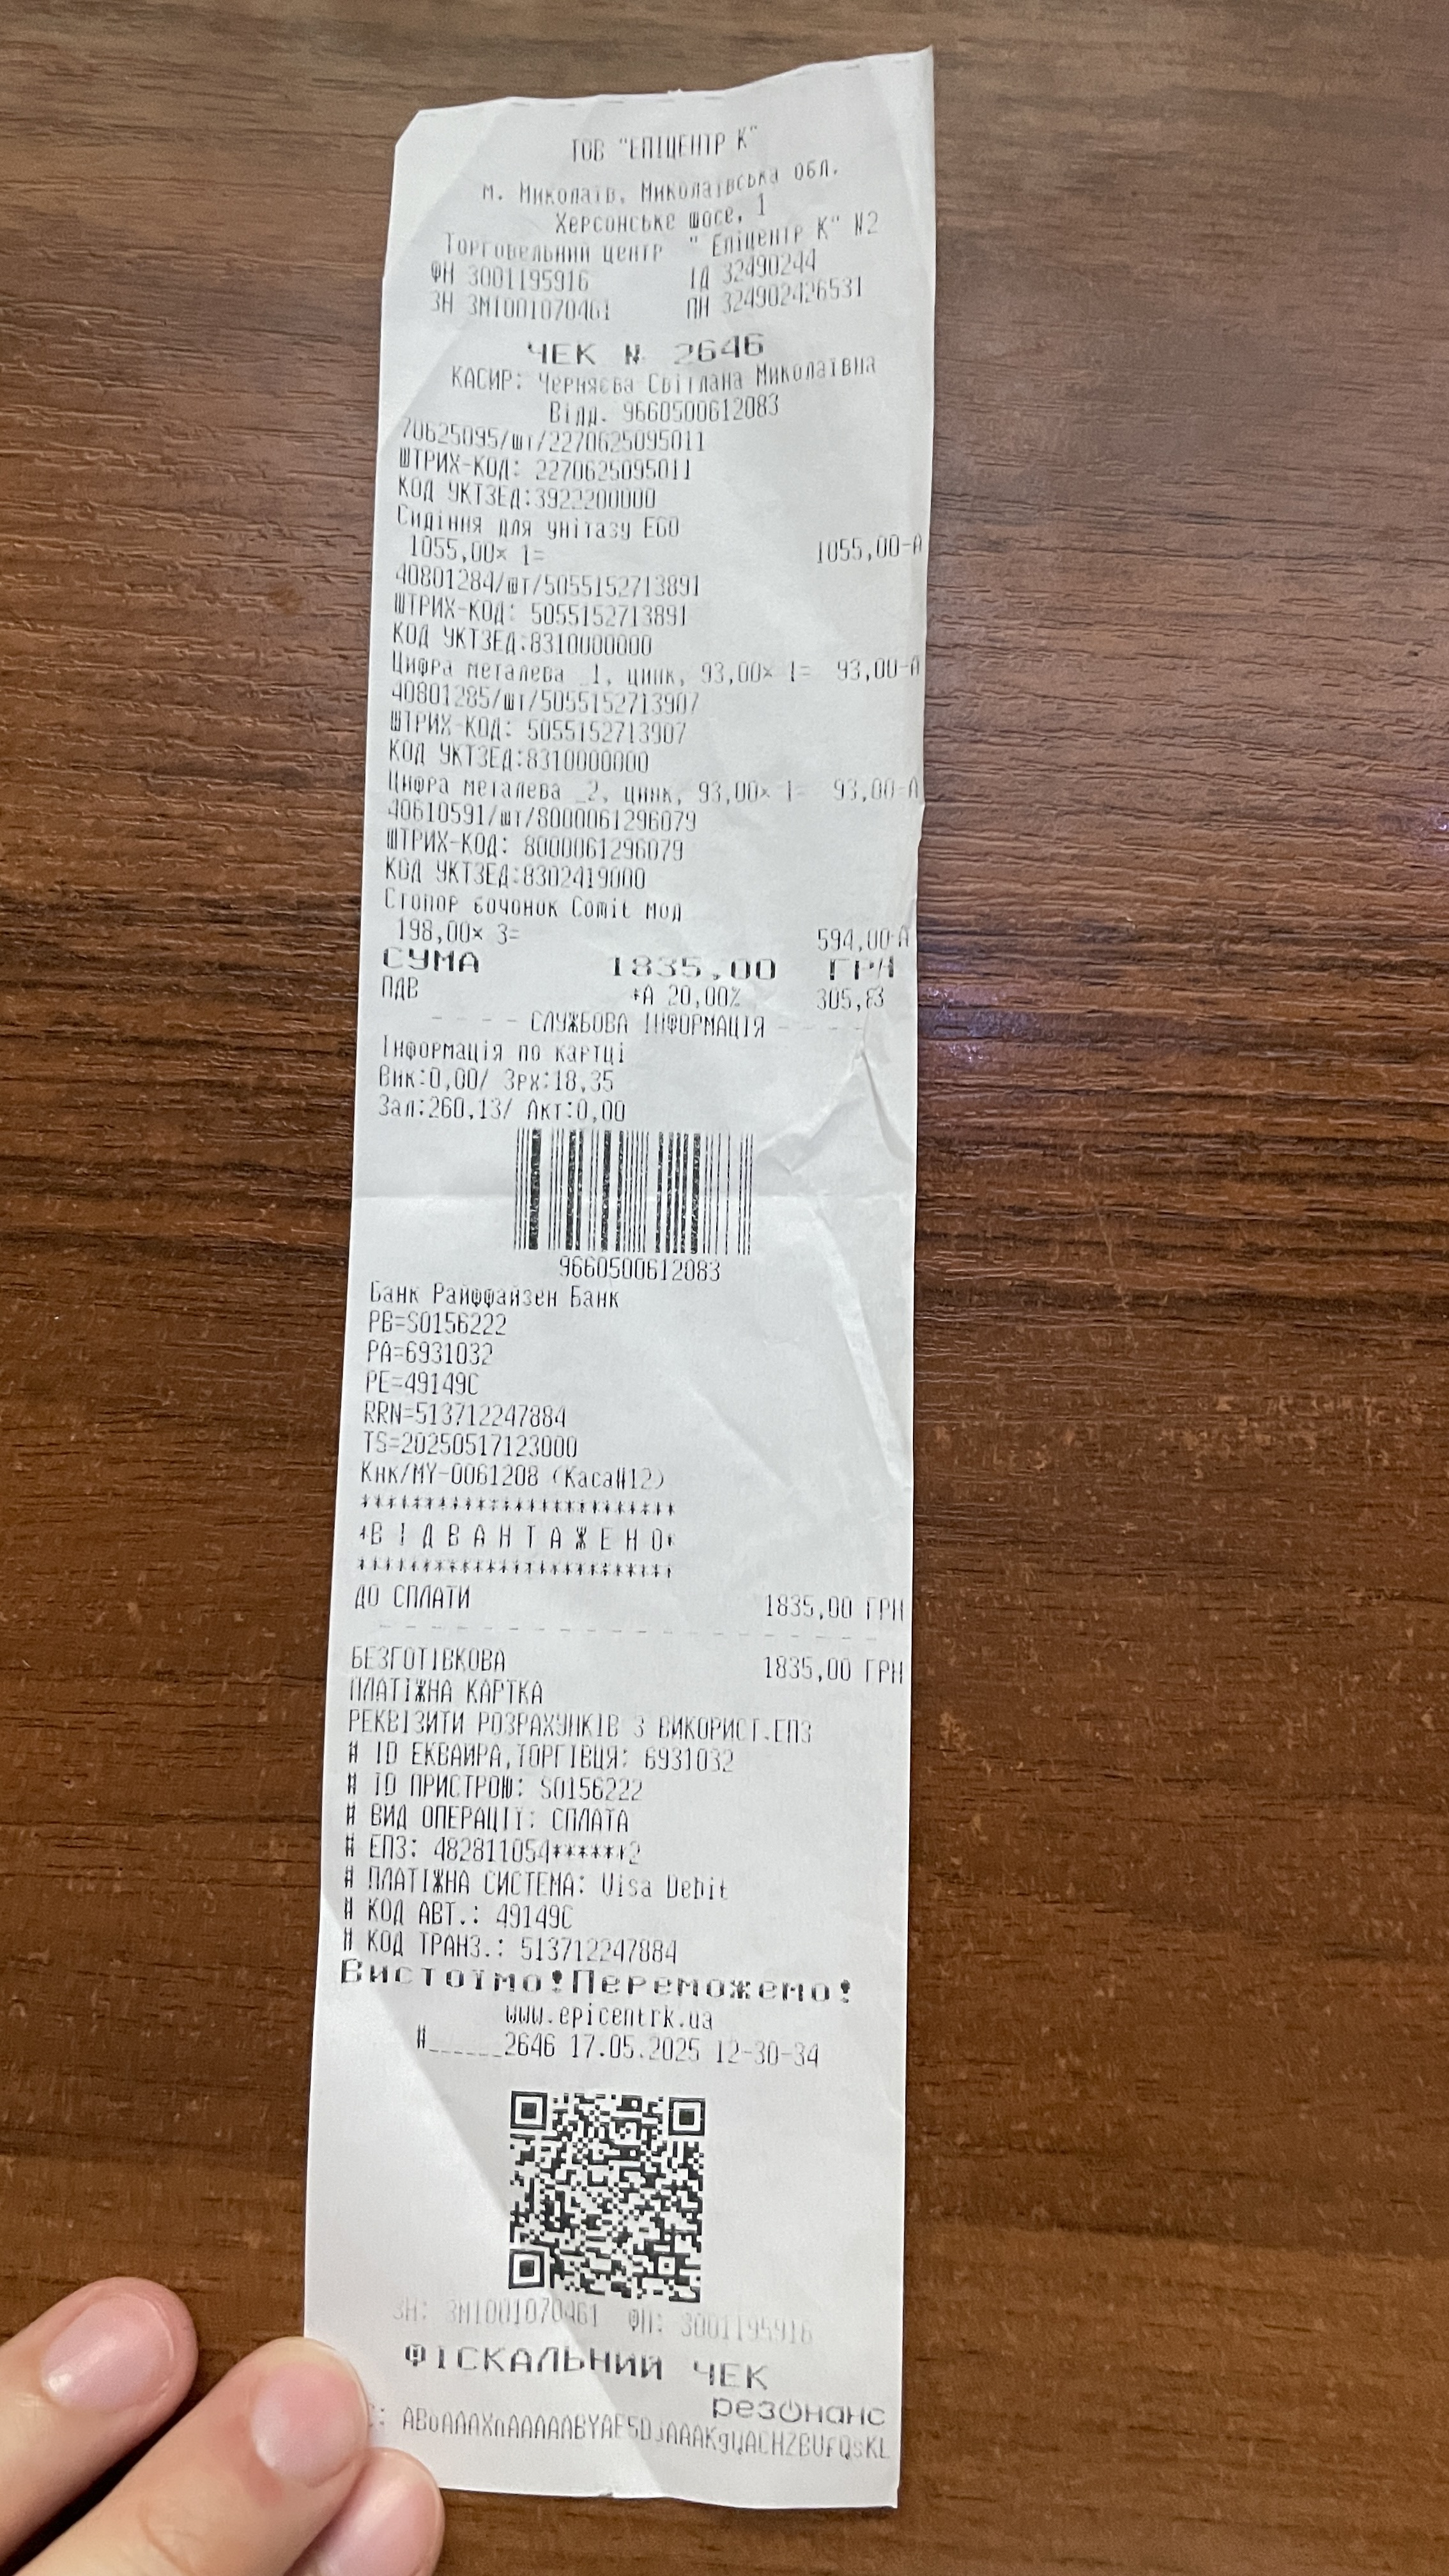 ТОВ "ЕПІЦЕНТР К"
м. Миколаїв, Миколаївська обл.
Херсонське шосе, 1
Торговельний центр " Епіцентр К" N2
ФН 3001195916 ІД 32490244
ЗН ЗМ1001070461 ПН 324902426531
ЧЕК № 2646
КАСИР: Черняєва Світлана Миколаївна
Відд. 9660500612083
70625095/шт/2270625095011
ШТРИХ-КОД: 2270625095011
КОД УКТЗЕД:3922200000
Сидіння для унітазу EGO
1055,00× 1= 1055,00-А
40801284/шт/5055152713891
ШТРИХ-КОД: 5055152713891
КОД УКТЗЕД:8310000000
Цифра металева _1, цинк, 93,00× 1= 93,00-А
40801285/шт/5055152713907
ШТРИХ-КОД: 5055152713907
КОД УКТЗЕД:8310000000
Цифра металева _2, цинк, 93,00× 1= 93,00-А
40610591/шт/8000061296079
ШТРИХ-КОД: 8000061296079
КОД УКТЗЕД:8302419000
Стопор бочонок Comit мод
198,00× 3= 594,00-А
СУМА 1835,00 ГРН
ПДВ *А 20,00% 305,83
- - - - СЛУЖБОВА ІНФОРМАЦІЯ - - - -
Інформація по картці
Вик:0,00/ Зрх:18,35
Зал:260,13/ Акт:0,00
9660500612083
Банк Райффайзен Банк
PB=S0156222
PA=6931032
PE=49149C
RRN=513712247884
TS=20250517123000
Кнк/МУ-0061208 (Каса#12)
**************************
*В І Д В А Н Т А Ж Е Н О*
**************************
ДО СПЛАТИ 1835,00 ГРН
БЕЗГОТІВКОВА 1835,00 ГРН
ПЛАТІЖНА КАРТКА
РЕКВІЗИТИ РОЗРАХУНКІВ З ВИКОРИСТ.ЕПЗ
# ID ЕКВАЙРА,ТОРГІВЦЯ: 6931032
# ID ПРИСТРОЮ: S0156222
# ВИД ОПЕРАЦІЇ: СПЛАТА
# ЕПЗ: 482811054******2
# ПЛАТІЖНА СИСТЕМА: Visa Debit
# КОД АВТ.: 49149C
# КОД ТРАНЗ.: 513712247884
Вистоїмо!Переможемо!
www.epicentrk.ua
#______2646 17.05.2025 12-30-34
ЗН: ЗМ1001070461 ФН: 3001195916
ФІСКАЛЬНИЙ ЧЕК
резонанс